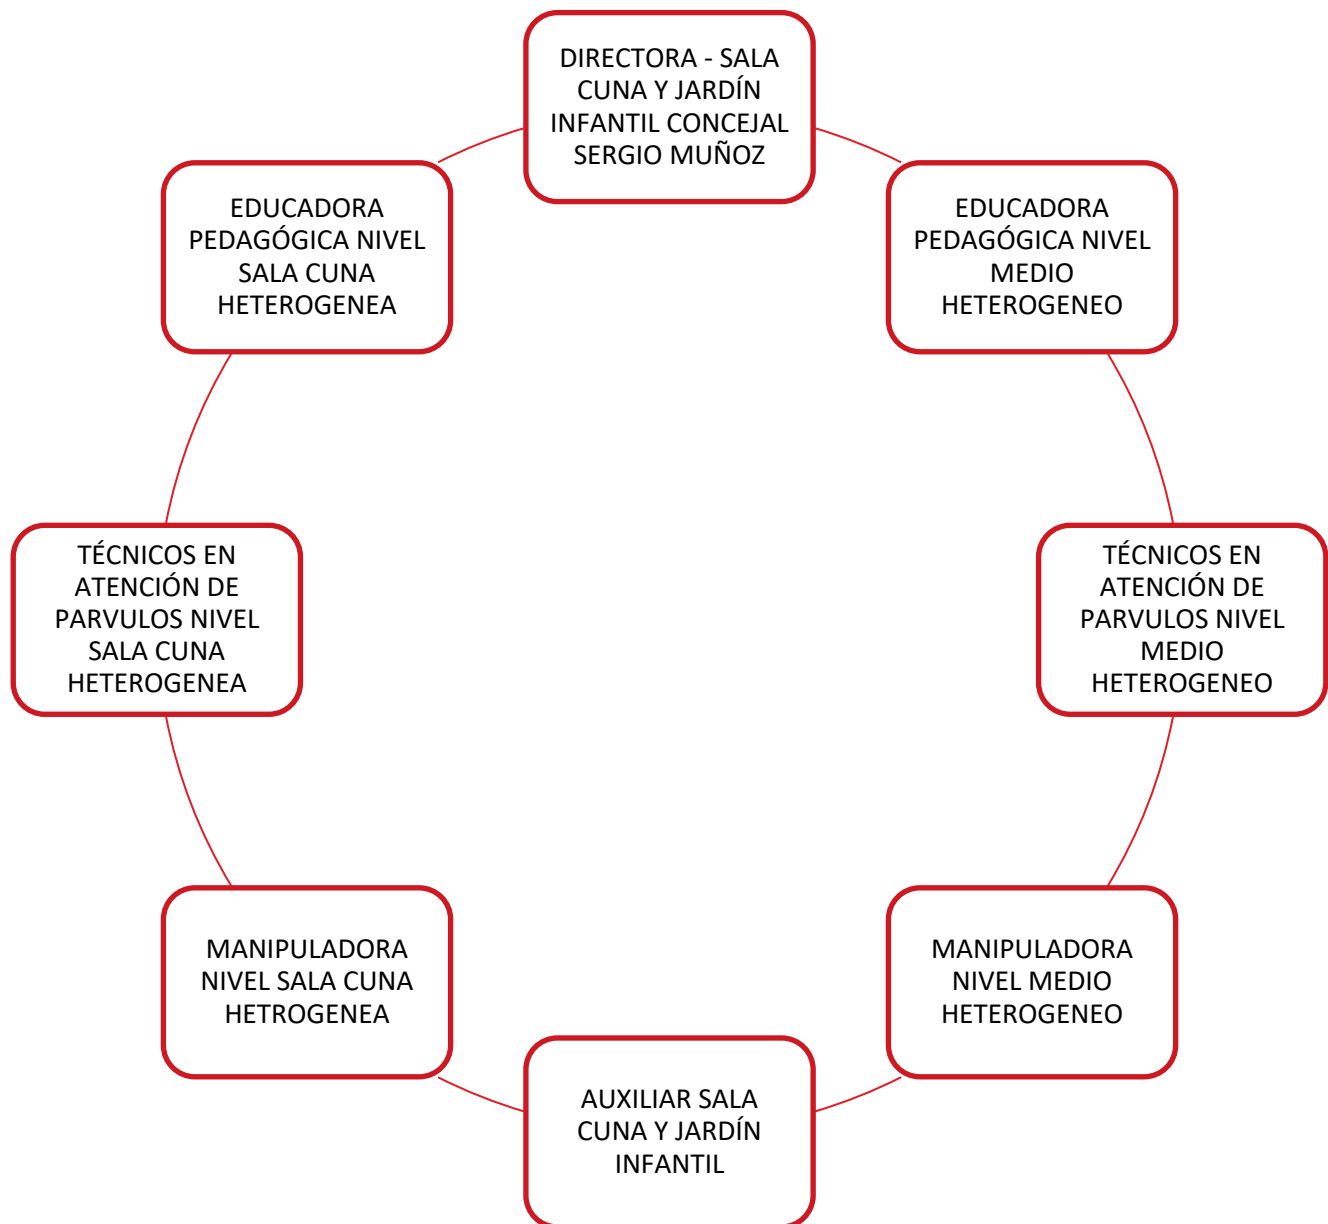 DIRECTORA - SALA
CUNA Y JARDÍN
INFANTIL CONCEJAL
SERGIO MUÑOZ
EDUCADORA
PEDAGÓGICA NIVEL
MEDIO
HETEROGENEO
TÉCNICOS EN
ATENCIÓN DE
PARVULOS NIVEL
MEDIO
HETEROGENEO
MANIPULADORA
NIVEL MEDIO
HETEROGENEO
AUXILIAR SALA
CUNA Y JARDÍN
INFANTIL
MANIPULADORA
NIVEL SALA CUNA
HETROGENEA
TÉCNICOS EN
ATENCIÓN DE
PARVULOS NIVEL
SALA CUNA
HETEROGENEA
EDUCADORA
PEDAGÓGICA NIVEL
SALA CUNA
HETEROGENEA